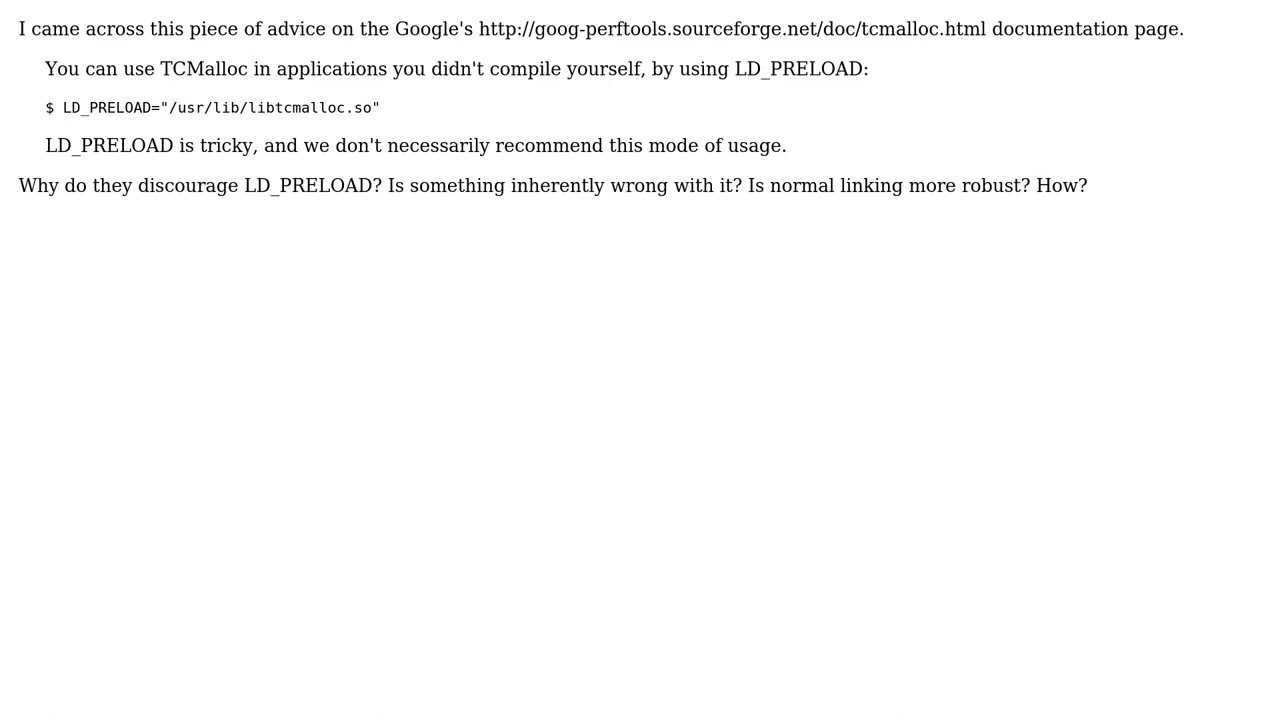 I came across this piece of advice on the Google's http://goog-perftools.sourceforge.net/doc/tcmalloc.html documentation page.
You can use TCMalloc in applications you didn't compile yourself, by using LD_PRELOAD:
$ LD_PRELOAD="/usr/lib/libtcmalloc.so"
LD_PRELOAD is tricky, and we don't necessarily recommend this mode of usage.
Why do they discourage LD_PRELOAD? Is something inherently wrong with it? Is normal linking more robust? How?